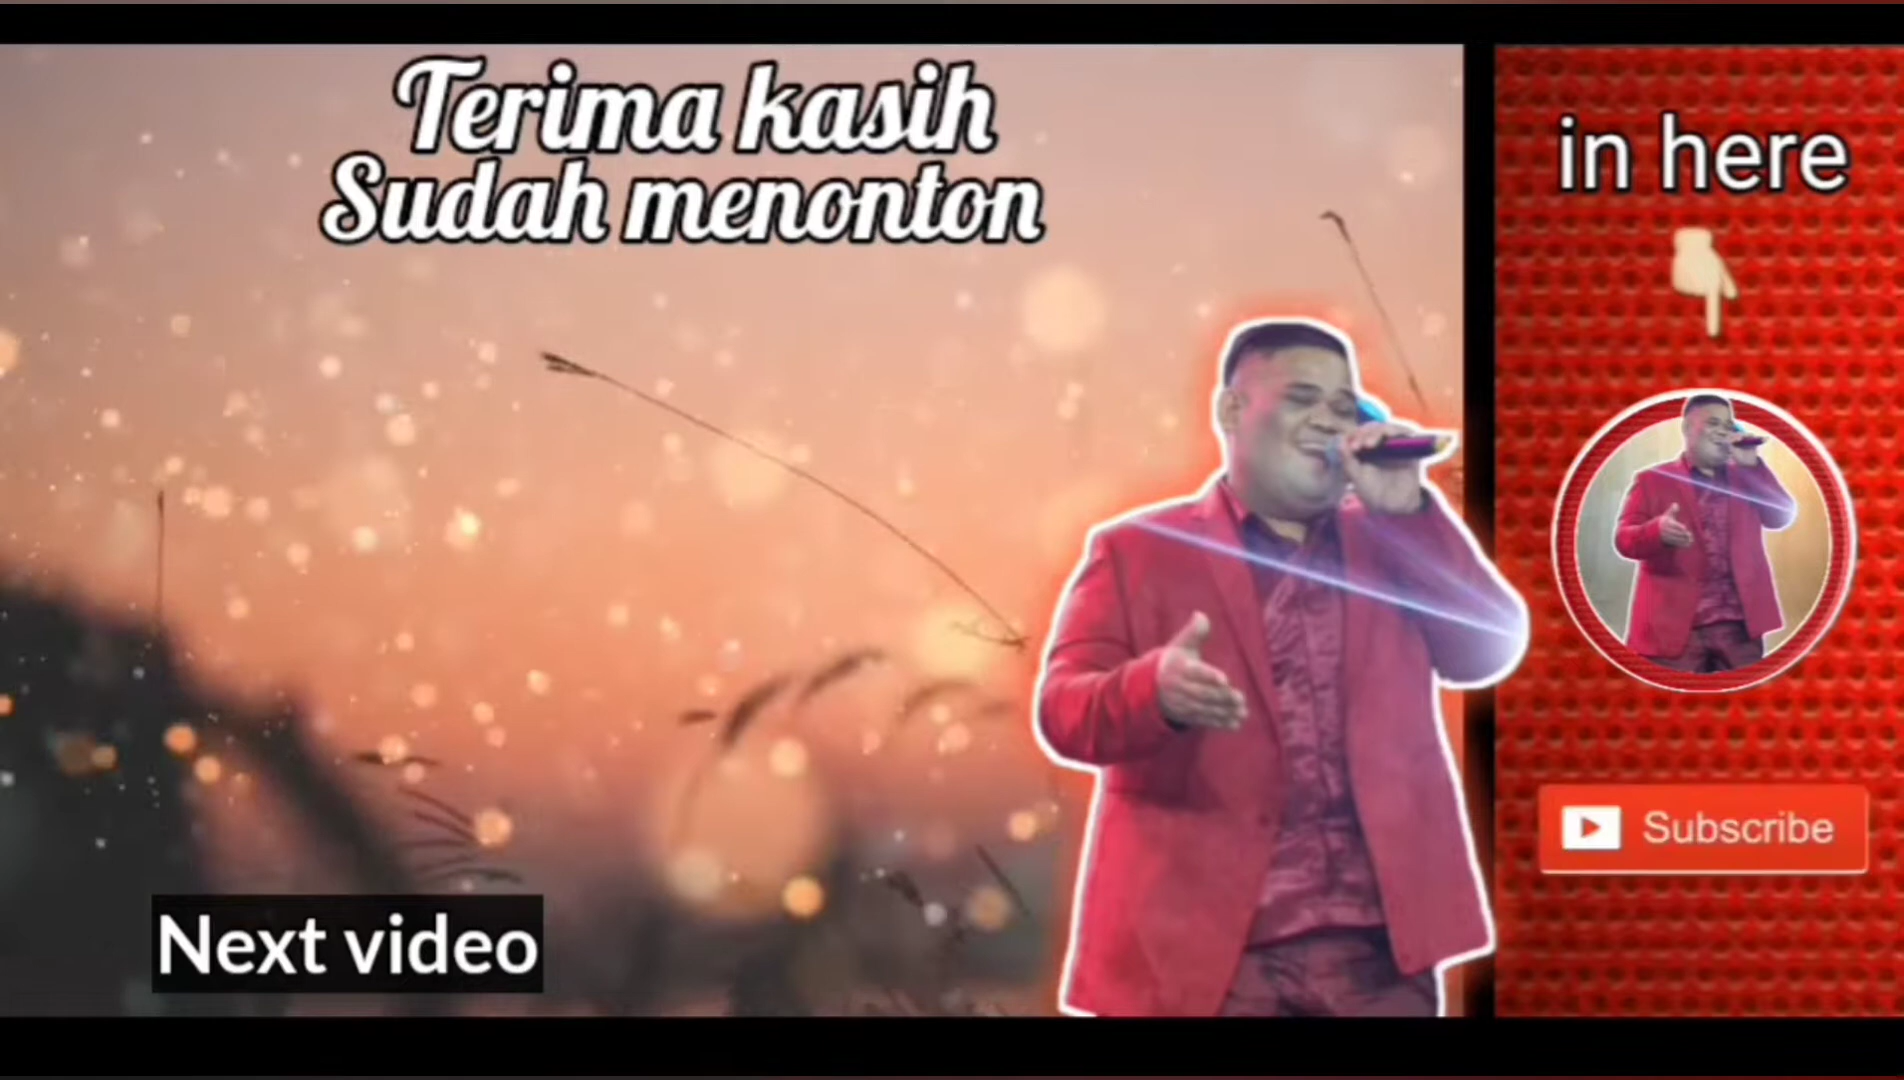 Terima kasih
Sudah menonton
in here
Subscribe
Next video